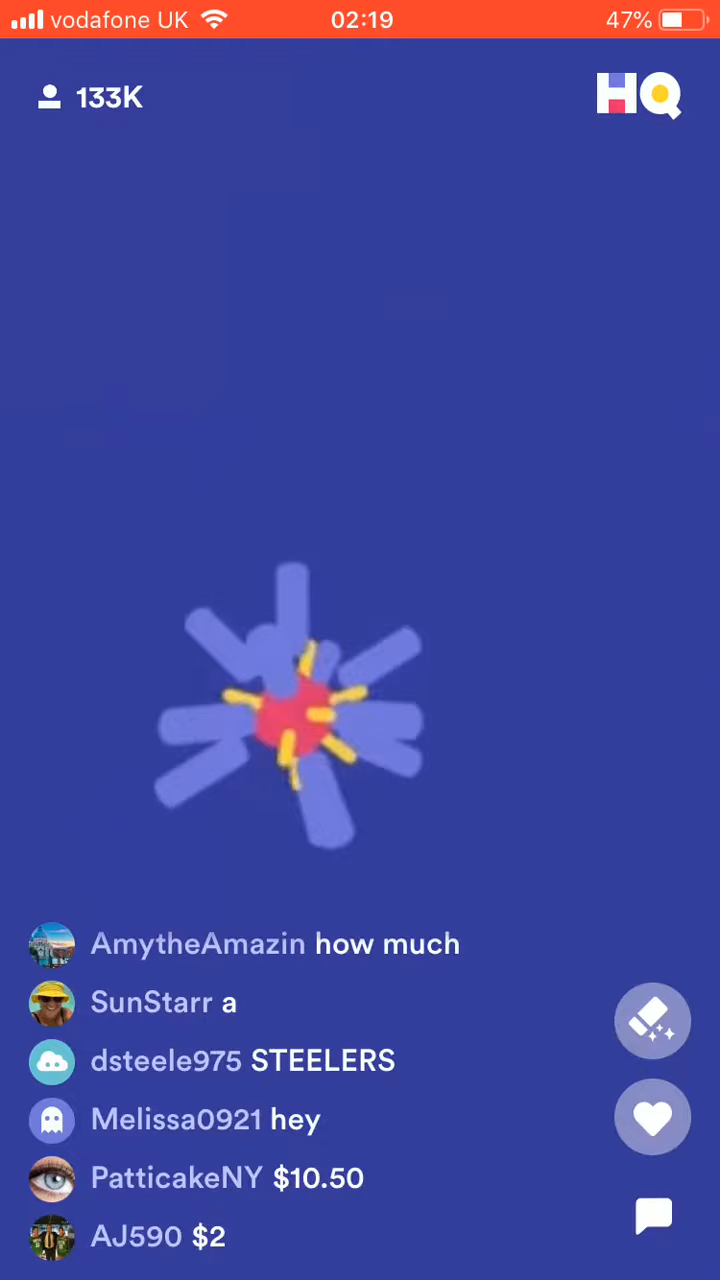 vodafone UK 02:19 47%
133K HQ
AmytheAmazin how much
SunStarr a
dsteele975 STEELERS
Melissa0921 hey
PatticakeNY $10.50
AJ590 $2